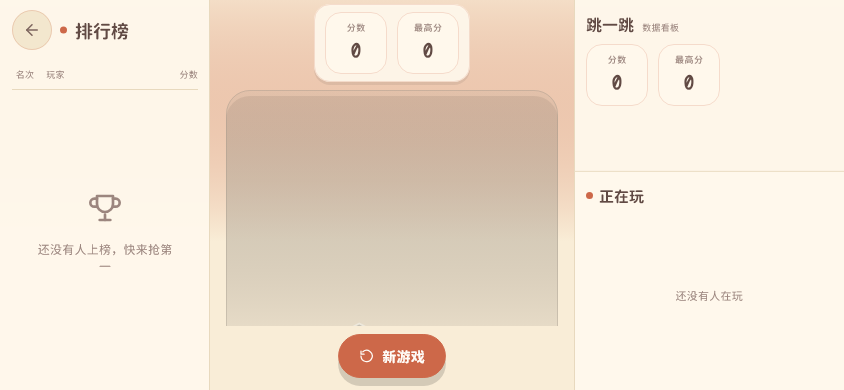 排行榜
名次 玩家 分数
还没有人上榜，快来抢第
一
分数 最高分
0 0
新游戏
跳一跳 数据看板
分数 最高分
0 0
正在玩
还没有人在玩